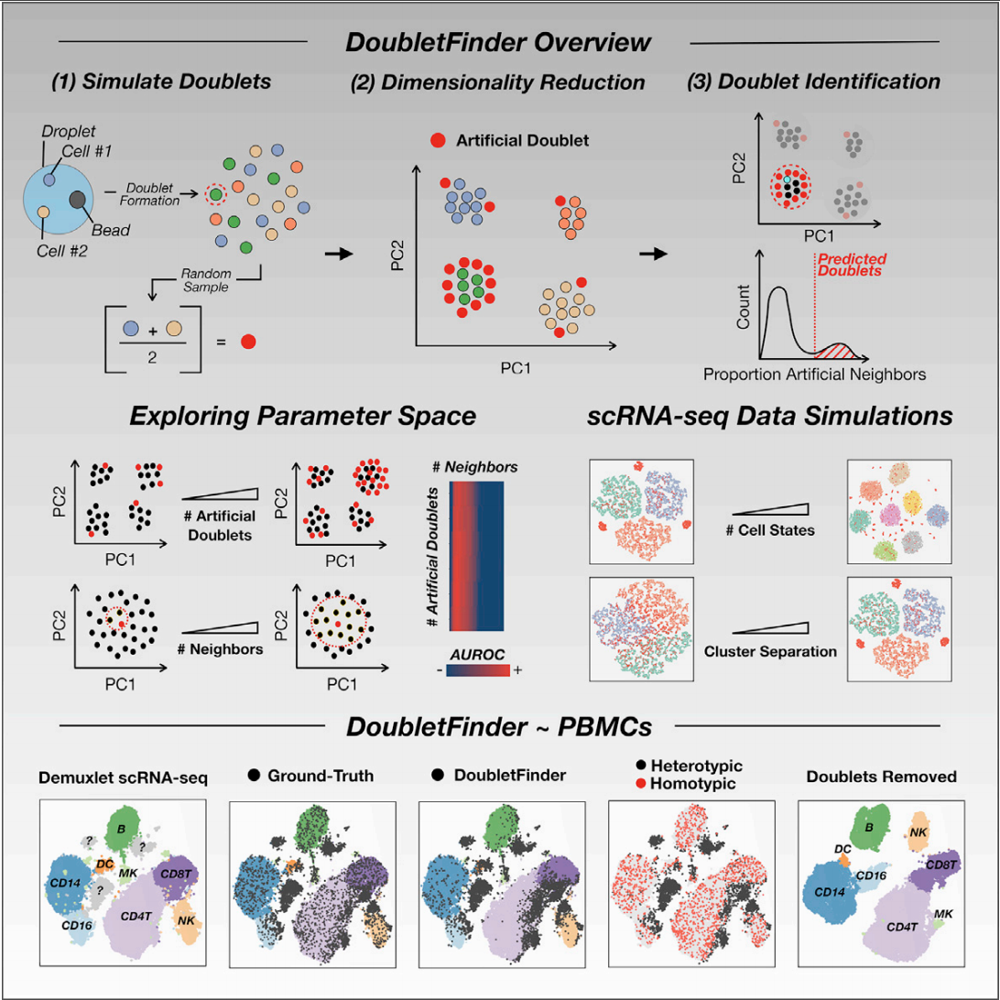 DoubletFinder Overview
(1) Simulate Doublets
(2) Dimensionality Reduction
(3) Doublet Identification
Droplet
Cell #1
Doublet
Formation
Bead
Cell #2
Random
Sample
+
2
=
Artificial Doublet
PC2
PC1
PC2
PC1
Predicted
Doublets
Count
Proportion Artificial Neighbors
Exploring Parameter Space
scRNA-seq Data Simulations
PC2
PC1
# Artificial
Doublets
PC2
PC1
PC2
PC1
# Neighbors
PC2
PC1
# Neighbors
# Artificial Doublets
AUROC
- +
# Cell States
Cluster Separation
DoubletFinder ~ PBMCs
Demuxlet scRNA-seq
Ground-Truth
DoubletFinder
Heterotypic
Homotypic
Doublets Removed
B
?
?
DC
MK
CD8T
CD14
?
CD4T
NK
CD16
B
NK
DC
CD8T
CD16
CD14
MK
CD4T